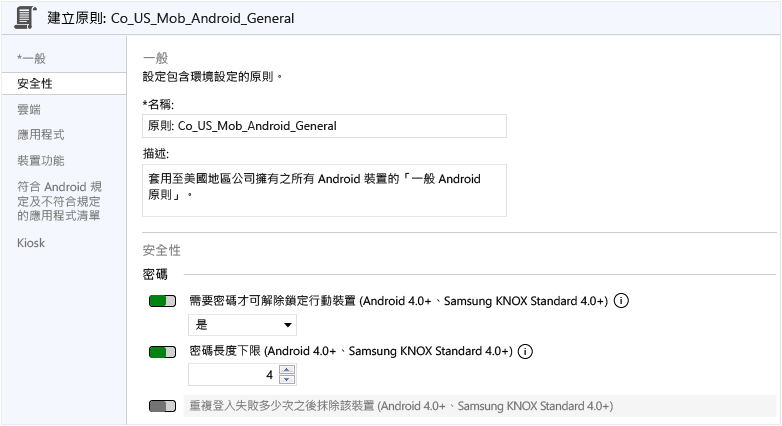 建立原則: Co_US_Mob_Android_General
*一般
安全性
雲端
應用程式
裝置功能
符合 Android 規
定及不符合規定
的應用程式清單
Kiosk
一般
設定包含環境設定的原則。
*名稱:
原則: Co_US_Mob_Android_General
描述:
套用至美國地區公司擁有之所有 Android 裝置的「一般 Android
原則」。
安全性
密碼
需要密碼才可解除鎖定行動裝置 (Android 4.0+、Samsung KNOX Standard 4.0+)
是
密碼長度下限 (Android 4.0+、Samsung KNOX Standard 4.0+)
4
重複登入失敗多少次之後抹除該裝置 (Android 4.0+、Samsung KNOX Standard 4.0+)